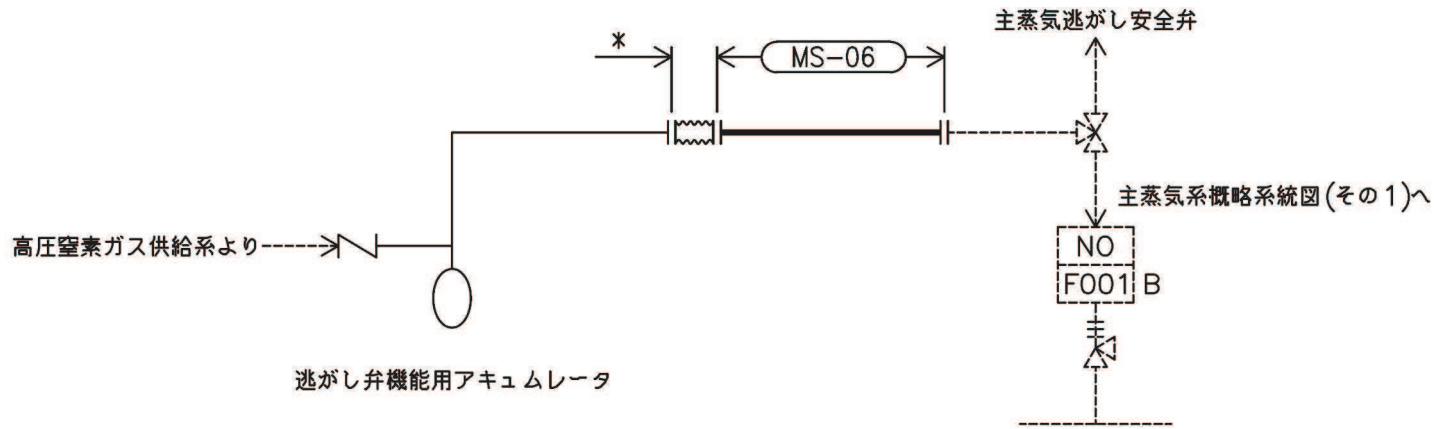 主蒸気逃がし安全弁
*
MS-06
主蒸気系概略系統図(その1)へ
高圧窒素ガス供給系より
NO
F001 B
逃がし弁機能用アキュムレータ